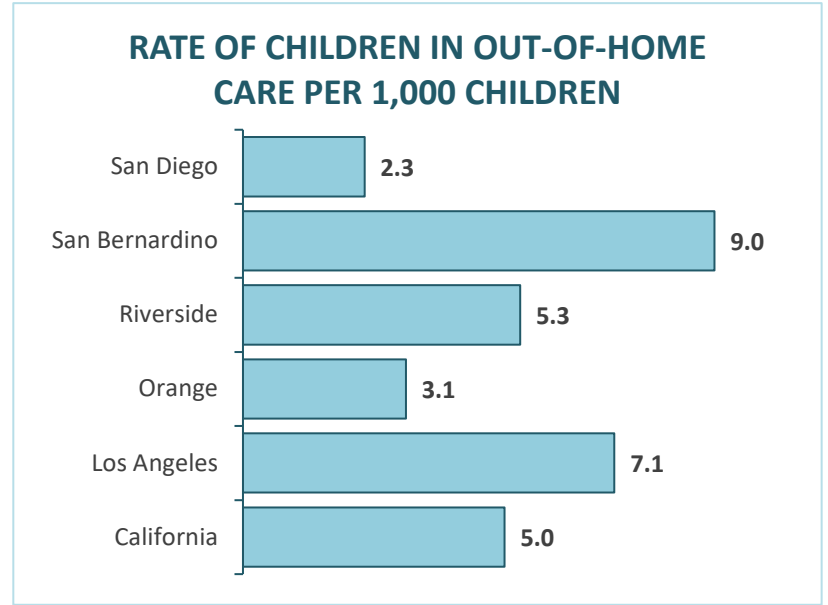 RATE OF CHILDREN IN OUT-OF-HOME
CARE PER 1,000 CHILDREN
San Diego 2.3
San Bernardino 9.0
Riverside 5.3
Orange 3.1
Los Angeles 7.1
California 5.0